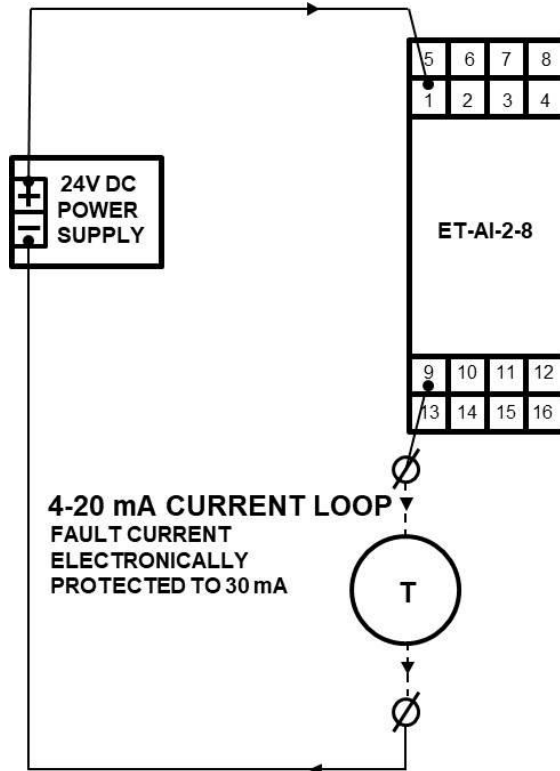 5 6 7 8
1 2 3 4
24V DC
POWER
SUPPLY
+
−
ET-AI-2-8
9 10 11 12
13 14 15 16
4-20 mA CURRENT LOOP
FAULT CURRENT
ELECTRONICALLY
PROTECTED TO 30 mA
T